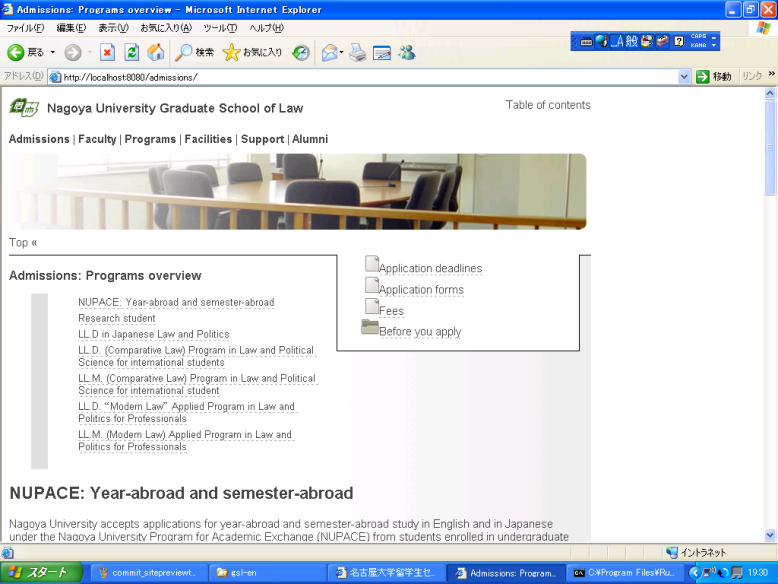 Admissions: Programs overview - Microsoft Internet Explorer
ファイル(F) 編集(E) 表示(V) お気に入り(A) ツール(T) ヘルプ(H)
A 般 CAPS KANA
戻る 検索 お気に入り
アドレス(D) http://localhost:8080/admissions/ 移動 リンク »
Nagoya University Graduate School of Law
Table of contents
Admissions | Faculty | Programs | Facilities | Support | Alumni
Top «
Admissions: Programs overview
NUPACE: Year-abroad and semester-abroad
Research student
LL.D in Japanese Law and Politics
LL.D. (Comparative Law) Program in Law and Political
Science for international students
LL.M. (Comparative Law) Program in Law and Political
Science for international student
LL.D. “Modern Law” Applied Program in Law and
Politics for Professionals
LL.M. (Modern Law) Applied Program in Law and
Politics for Professionals
Application deadlines
Application forms
Fees
Before you apply
NUPACE: Year-abroad and semester-abroad
Nagoya University accepts applications for year-abroad and semester-abroad study in English and in Japanese
under the Nagoya University Program for Academic Exchange (NUPACE) from students enrolled in undergraduate
イントラネット
スタート commit_sitepreviewt... gsl-en 名古屋大学留学生セ... Admissions: Program... C:¥Program Files¥Ru... 19:30